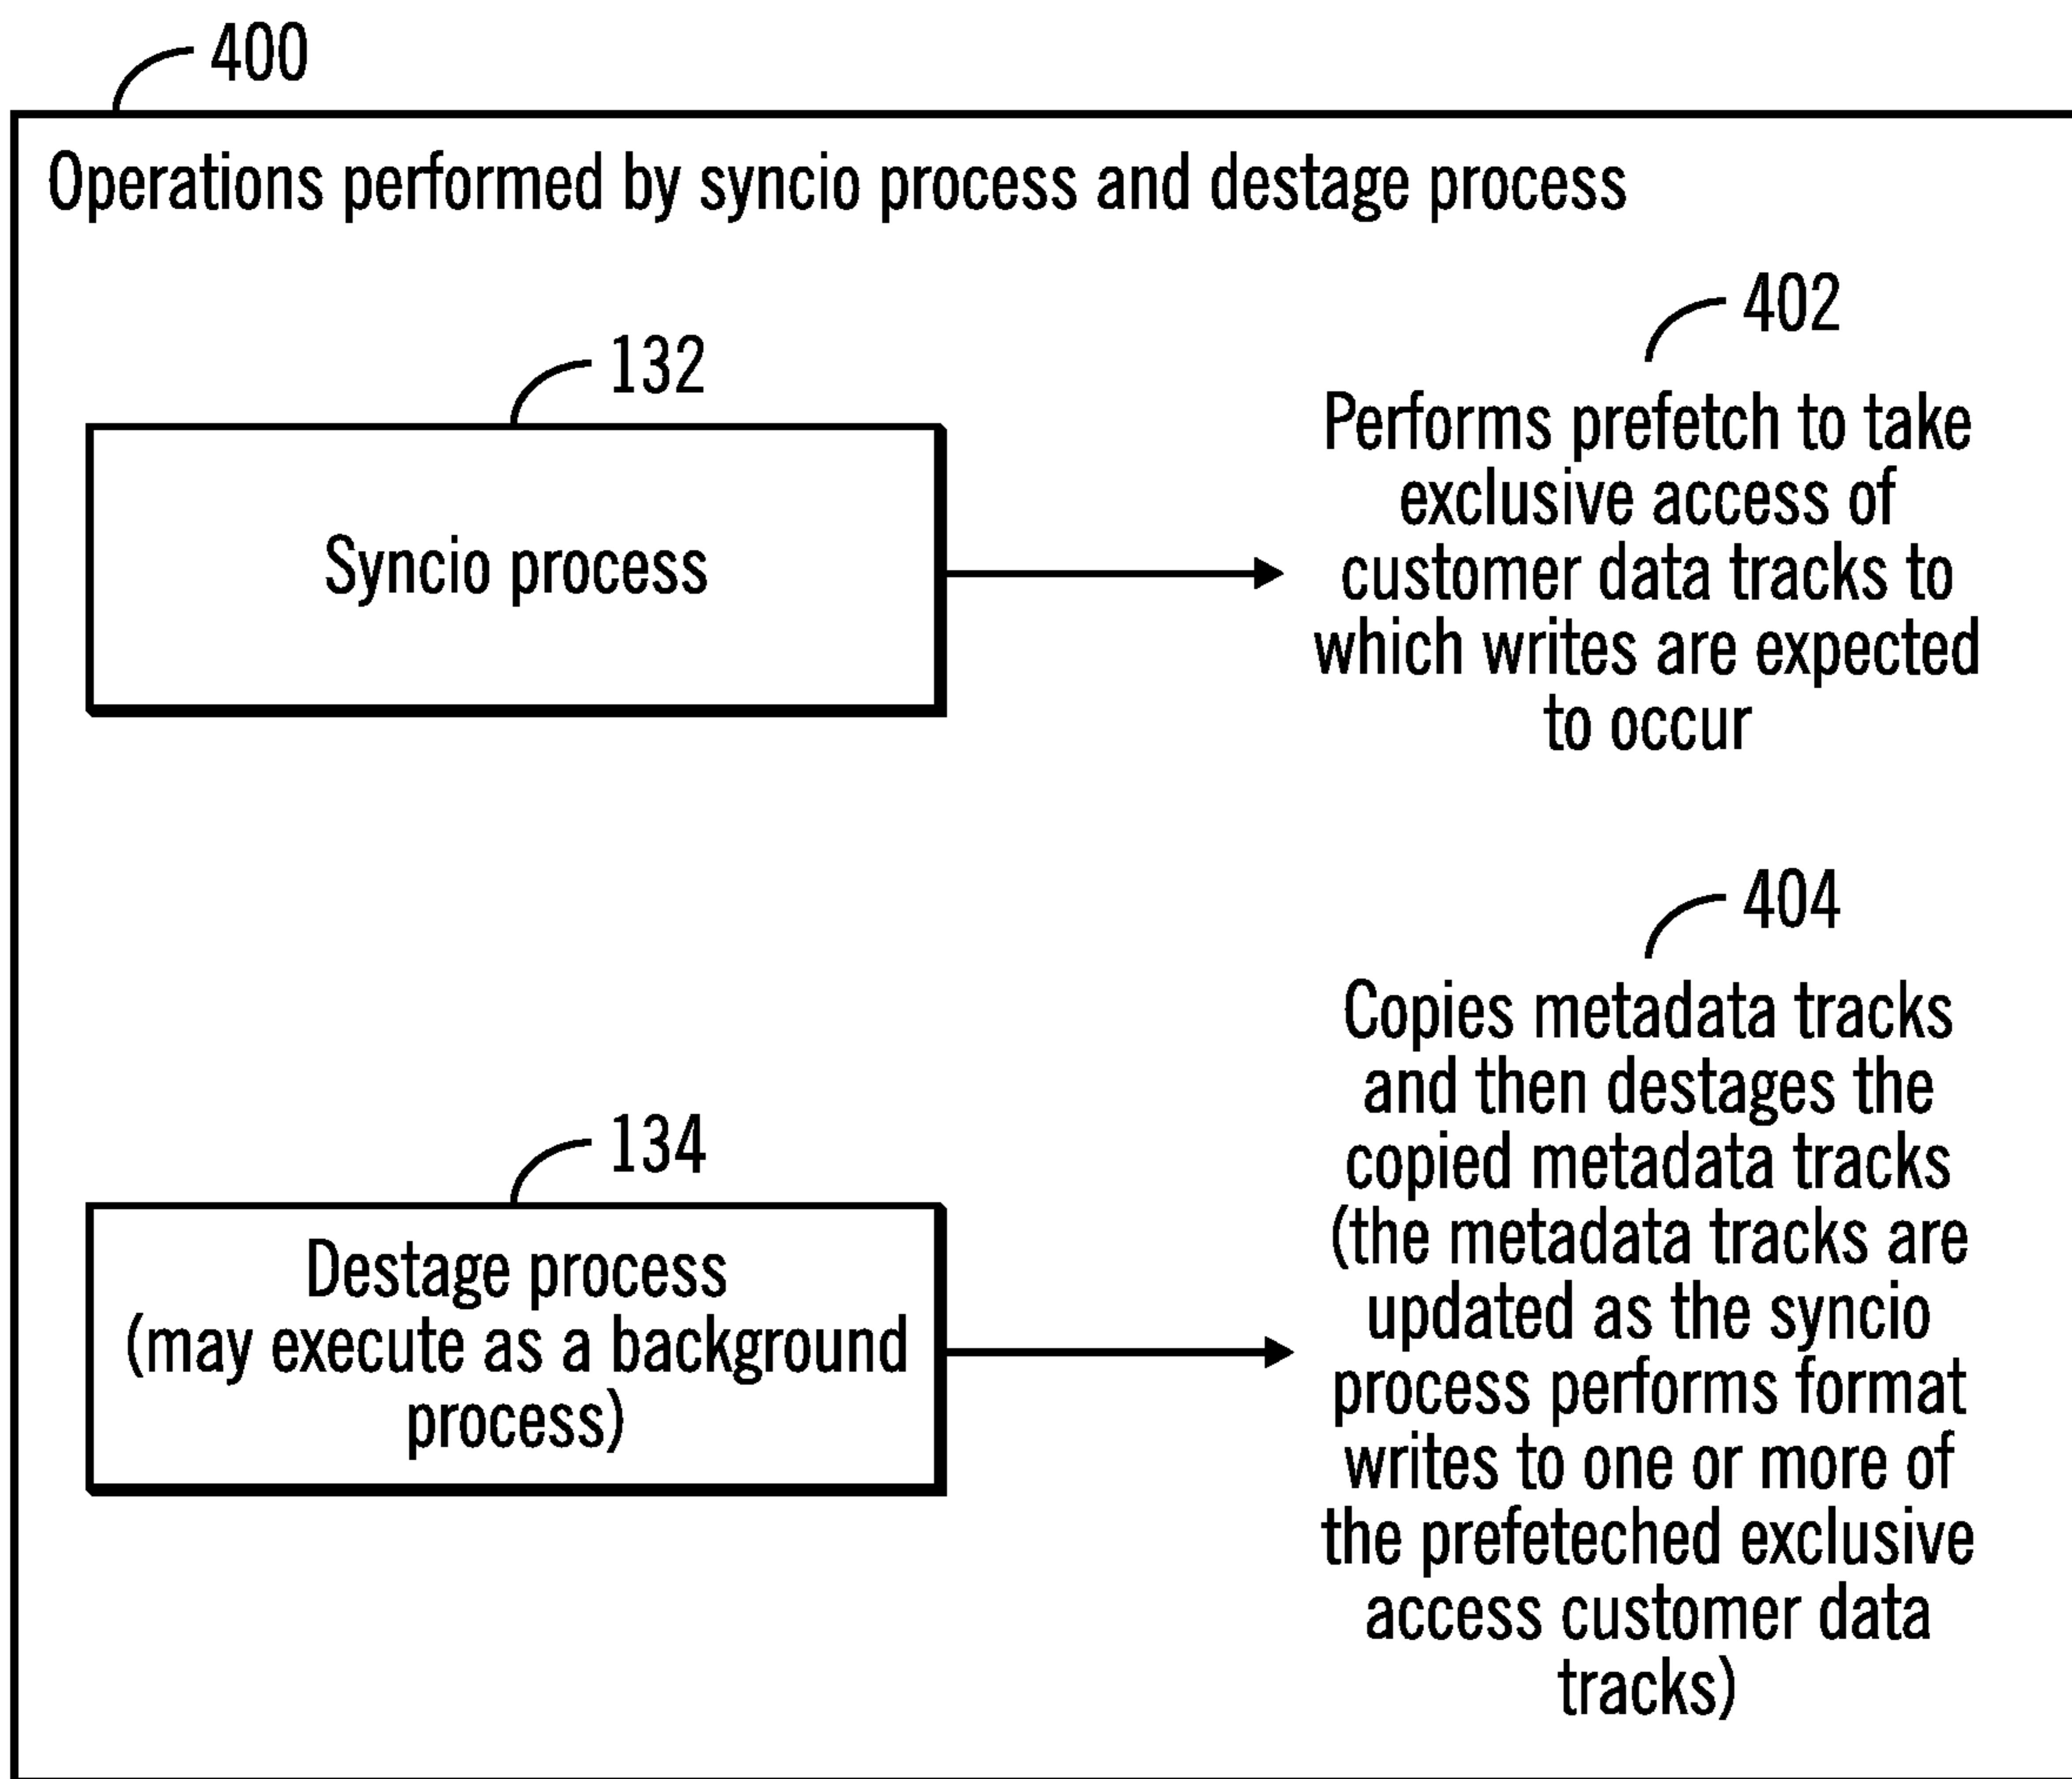 400
Operations performed by syncio process and destage process
132
Syncio process
402
Performs prefetch to take
exclusive access of
customer data tracks to
which writes are expected
to occur
134
Destage process
(may execute as a background
process)
404
Copies metadata tracks
and then destages the
copied metadata tracks
(the metadata tracks are
updated as the syncio
process performs format
writes to one or more of
the prefeteched exclusive
access customer data
tracks)